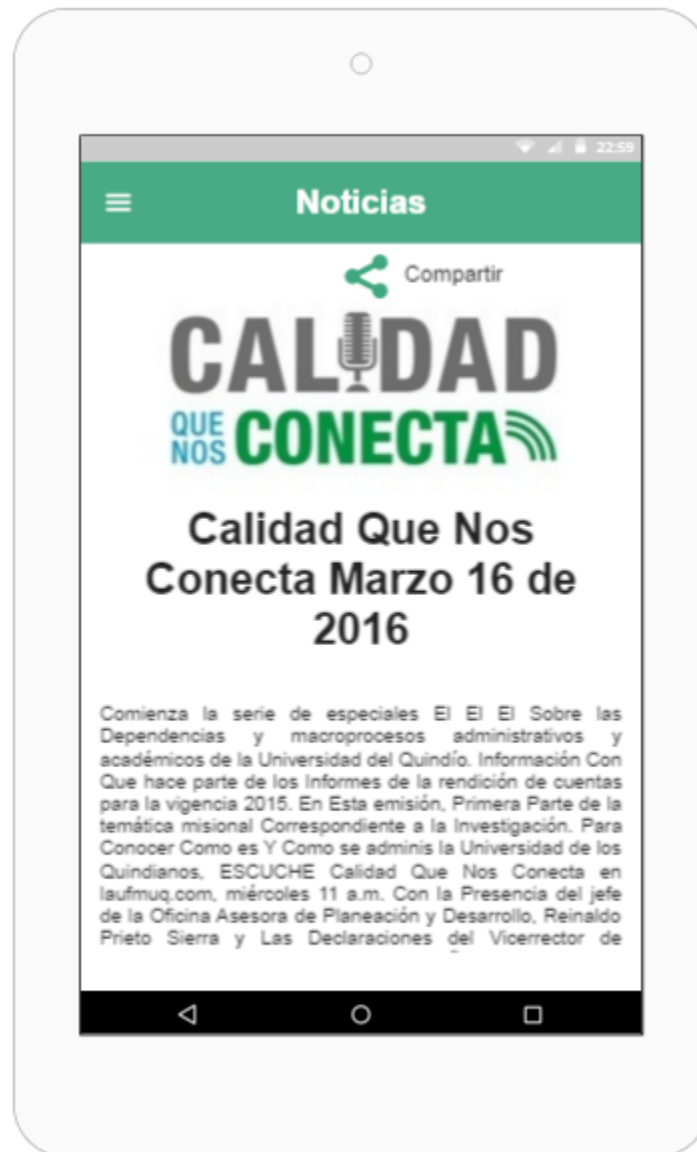 22:59
Noticias
Compartir
CALIDAD
QUE NOS CONECTA
Calidad Que Nos
Conecta Marzo 16 de
2016
Comienza la serie de especiales El El El Sobre las
Dependencias y macroprocesos administrativos y
académicos de la Universidad del Quindío. Información Con
Que hace parte de los Informes de la rendición de cuentas
para la vigencia 2015. En Esta emisión, Primera Parte de la
temática misional Correspondiente a la Investigación. Para
Conocer Como es Y Como se adminis la Universidad de los
Quindianos, ESCUCHE Calidad Que Nos Conecta en
laufmuq.com, miércoles 11 a.m. Con la Presencia del jefe
de la Oficina Asesora de Planeación y Desarrollo, Reinaldo
Prieto Sierra y Las Declaraciones del Vicerrector de